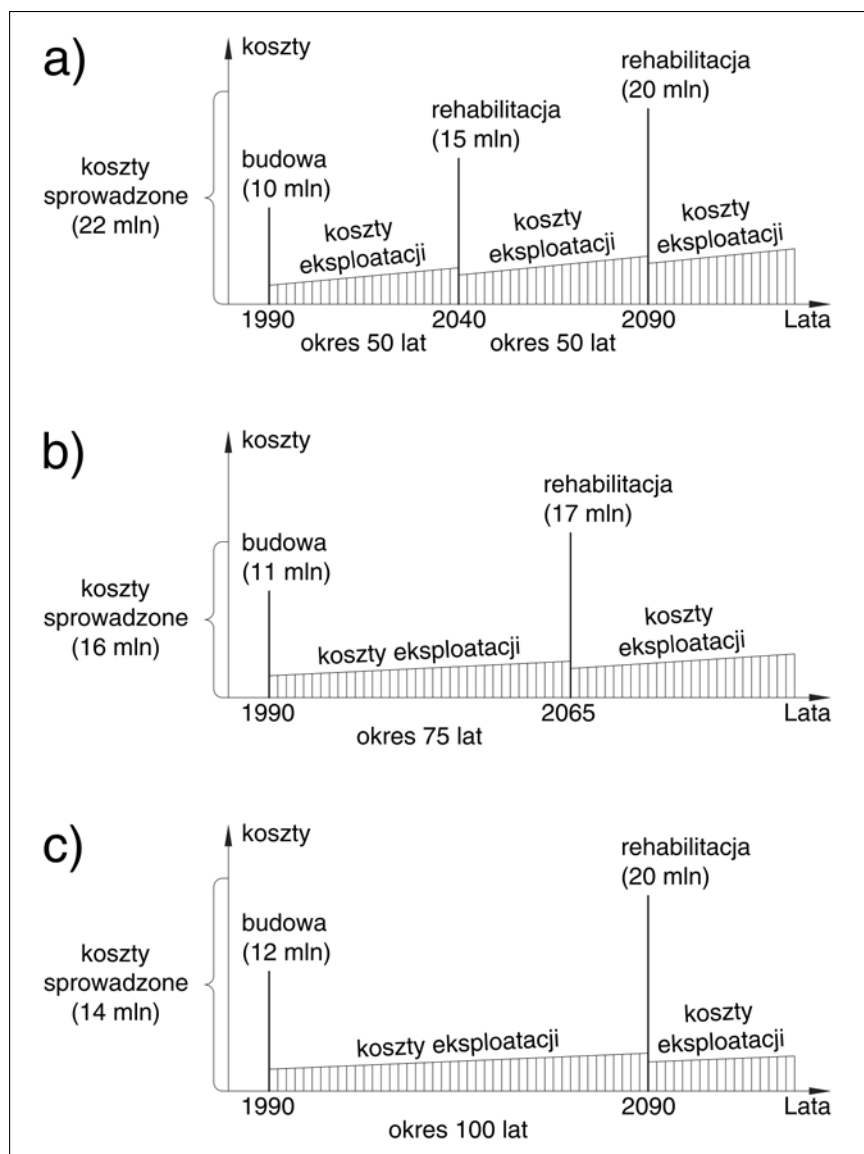 a)
koszty
rehabilitacja
(20 mln)
rehabilitacja
(15 mln)
budowa
(10 mln)
koszty
sprowadzone
(22 mln)
koszty
eksploatacji
koszty
eksploatacji
koszty
eksploatacji
1990 2040 2090 Lata
okres 50 lat okres 50 lat
b)
koszty
rehabilitacja
(17 mln)
budowa
(11 mln)
koszty
sprowadzone
(16 mln)
koszty eksploatacji
koszty
eksploatacji
1990 2065 Lata
okres 75 lat
c)
koszty
rehabilitacja
(20 mln)
budowa
(12 mln)
koszty
sprowadzone
(14 mln)
koszty eksploatacji
koszty
eksploatacji
1990 2090 Lata
okres 100 lat